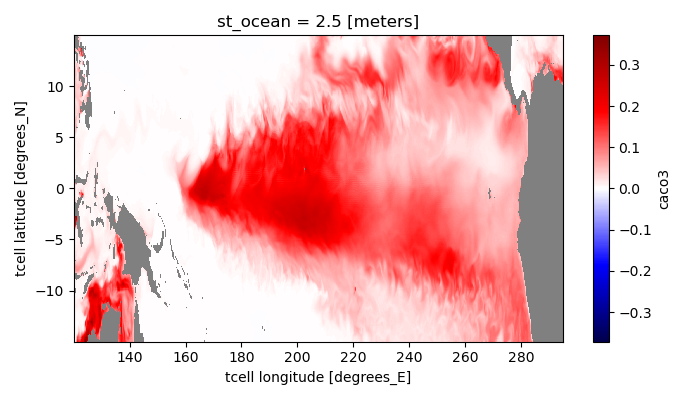 st_ocean = 2.5 [meters]
10
5
0
−5
−10
tcell latitude [degrees_N]
140 160 180 200 220 240 260 280
tcell longitude [degrees_E]
0.3
0.2
0.1
0.0
−0.1
−0.2
−0.3
caco3